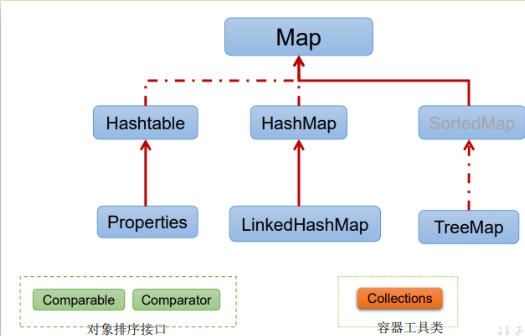 Map
Hashtable
HashMap
SortedMap
Properties
LinkedHashMap
TreeMap
Comparable
Comparator
Collections
对象排序接口
容器工具类